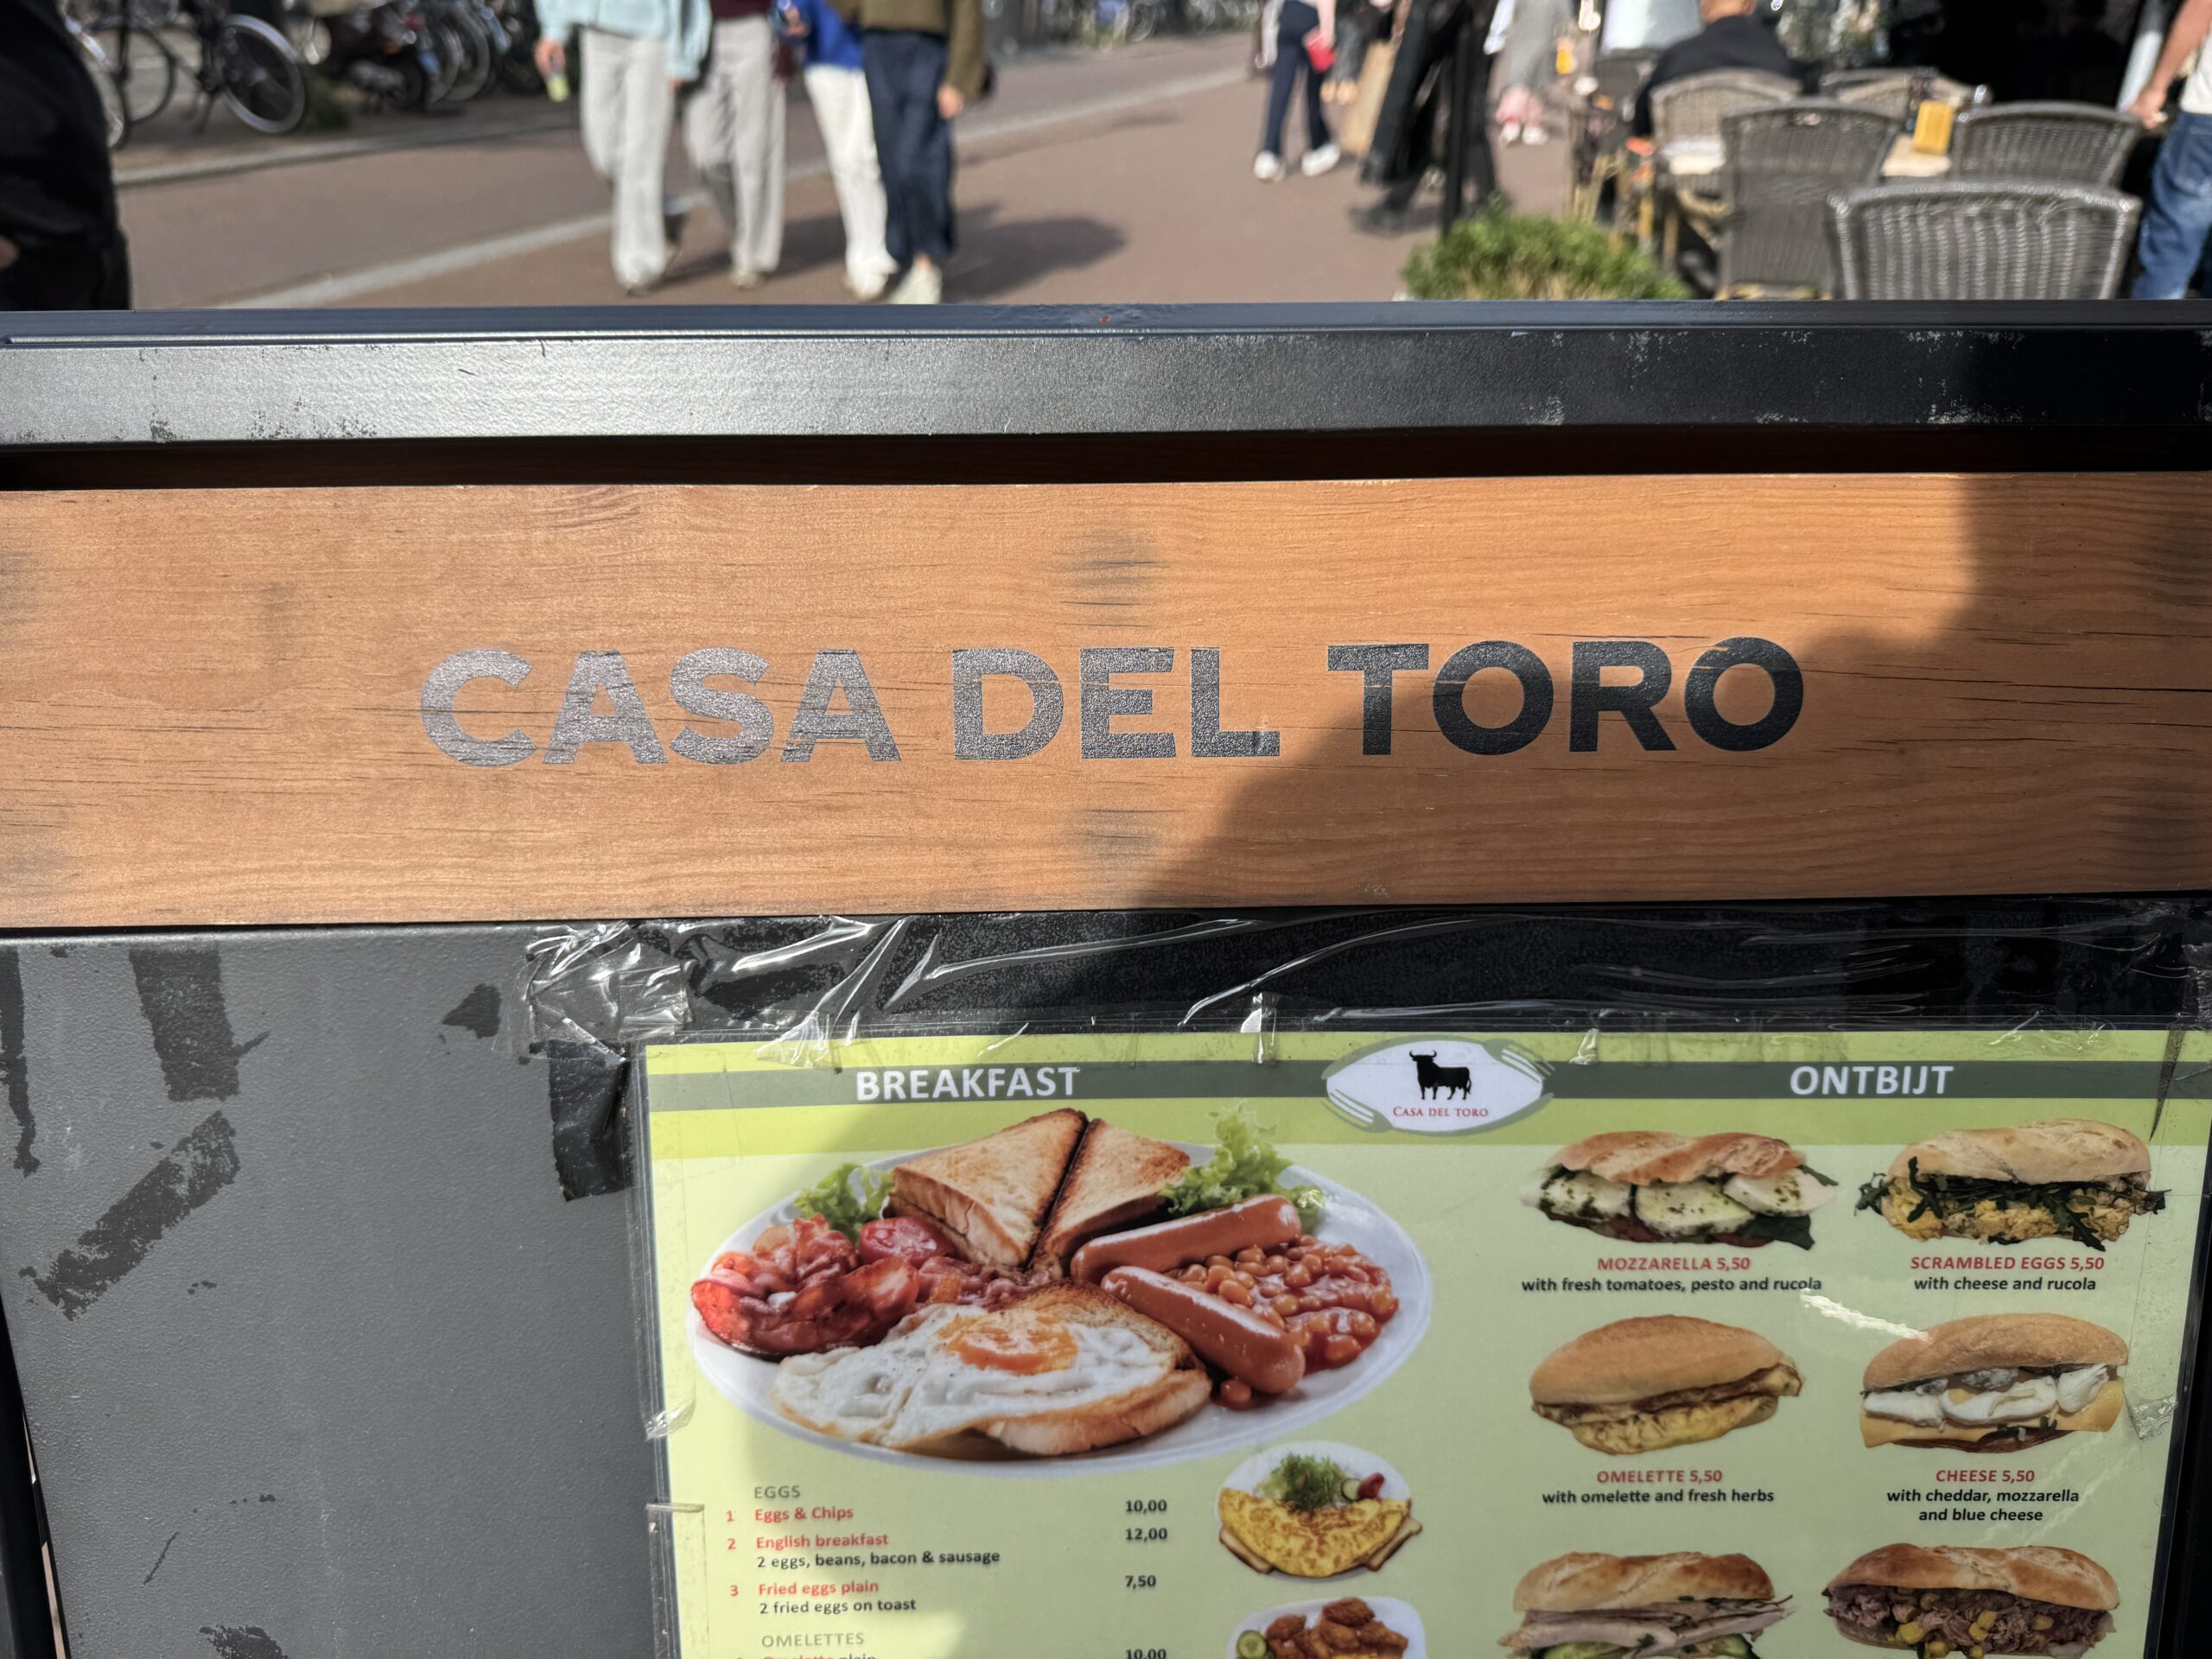 CASA DEL TORO
BREAKFAST
CASA DEL TORO
ONTBIJT
MOZZARELLA 5,50
with fresh tomatoes, pesto and rucola
SCRAMBLED EGGS 5,50
with cheese and rucola
OMELETTE 5,50
with omelette and fresh herbs
CHEESE 5,50
with cheddar, mozzarella
and blue cheese
EGGS
1 Eggs & Chips 10,00
2 English breakfast 12,00
2 eggs, beans, bacon & sausage
3 Fried eggs plain 7,50
2 fried eggs on toast
OMELETTES
Omelette plain 10,00